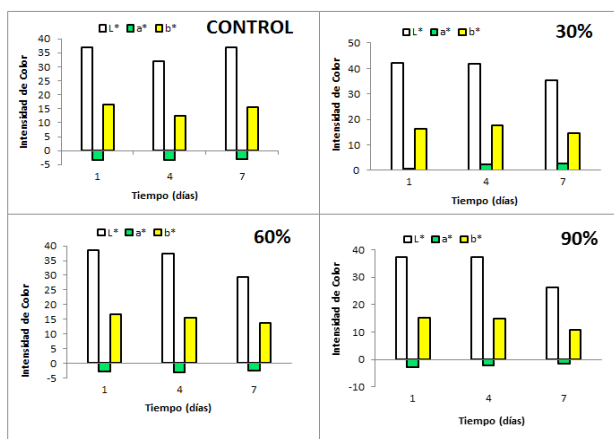 CONTROL
L* a* b*
Intensidad de Color
40
35
30
25
20
15
10
5
0
-5
1 4 7
Tiempo (días)
30%
L* a* b*
Intensidad de Color
50
40
30
20
10
0
1 4 7
Tiempo (días)
60%
L* a* b*
Intensidad de Color
40
35
30
25
20
15
10
5
0
-5
1 4 7
Tiempo (días)
90%
L* a* b*
Intensidad de Color
40
30
20
10
0
-10
1 4 7
Tiempo (días)